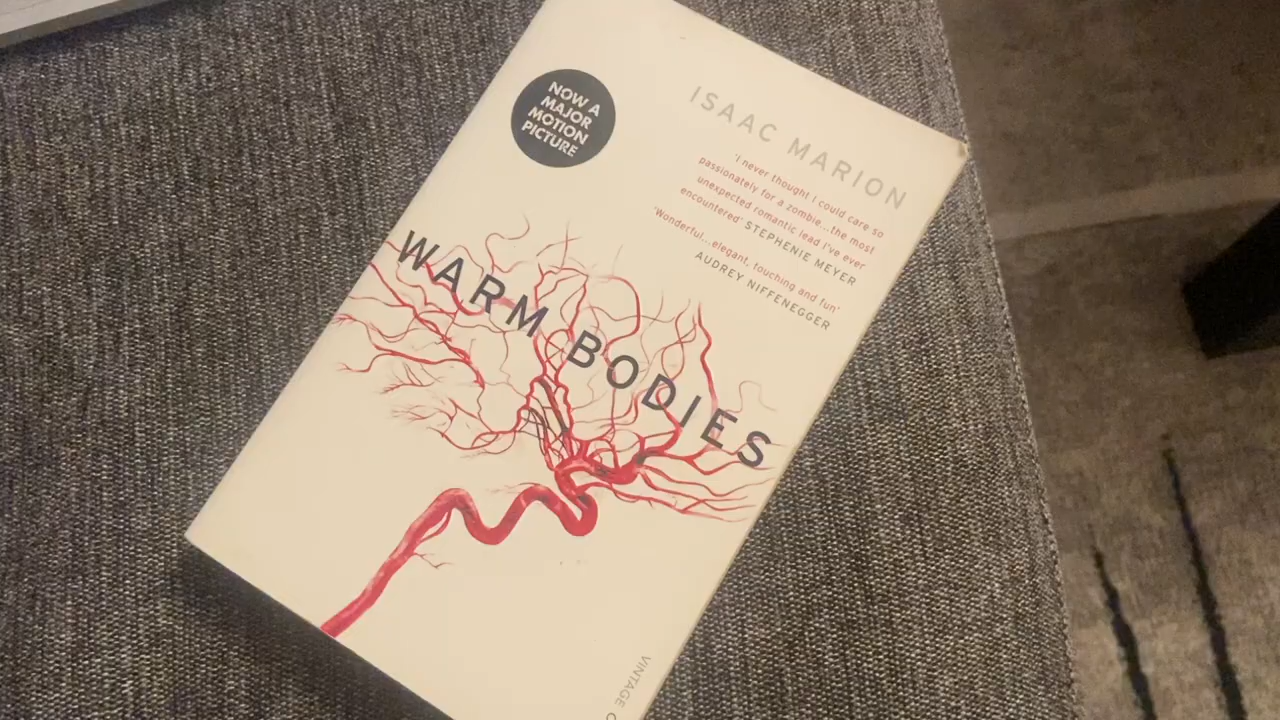 NOW A
MAJOR
MOTION
PICTURE
ISAAC MARION
'I never thought I could care so
passionately for a zombie...the most
unexpected romantic lead I've ever
encountered' STEPHENIE MEYER
'Wonderful...elegant, touching and fun'
AUDREY NIFFENEGGER
WARM BODIES
VINTAGE